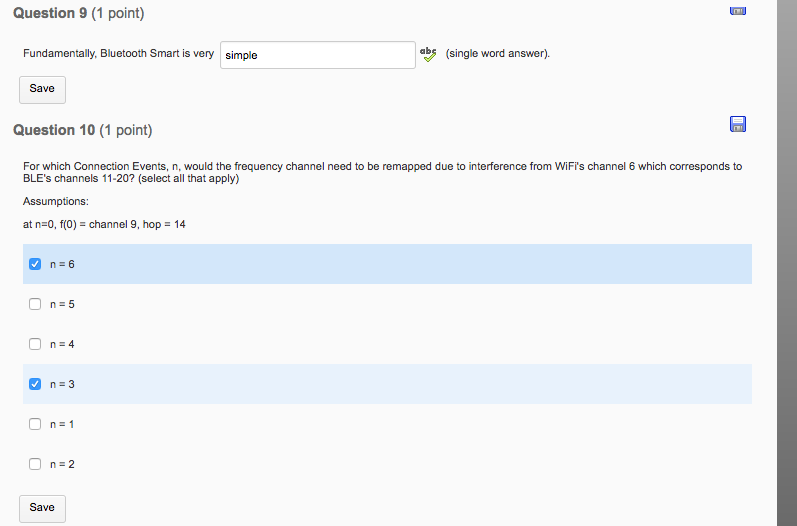 Question 9 (1 point)
Fundamentally, Bluetooth Smart is very simple abc (single word answer).
Save
Question 10 (1 point)
For which Connection Events, n, would the frequency channel need to be remapped due to interference from WiFi's channel 6 which corresponds to
BLE's channels 11-20? (select all that apply)
Assumptions:
at n=0, f(0) = channel 9, hop = 14
n = 6
n = 5
n = 4
n = 3
n = 1
n = 2
Save